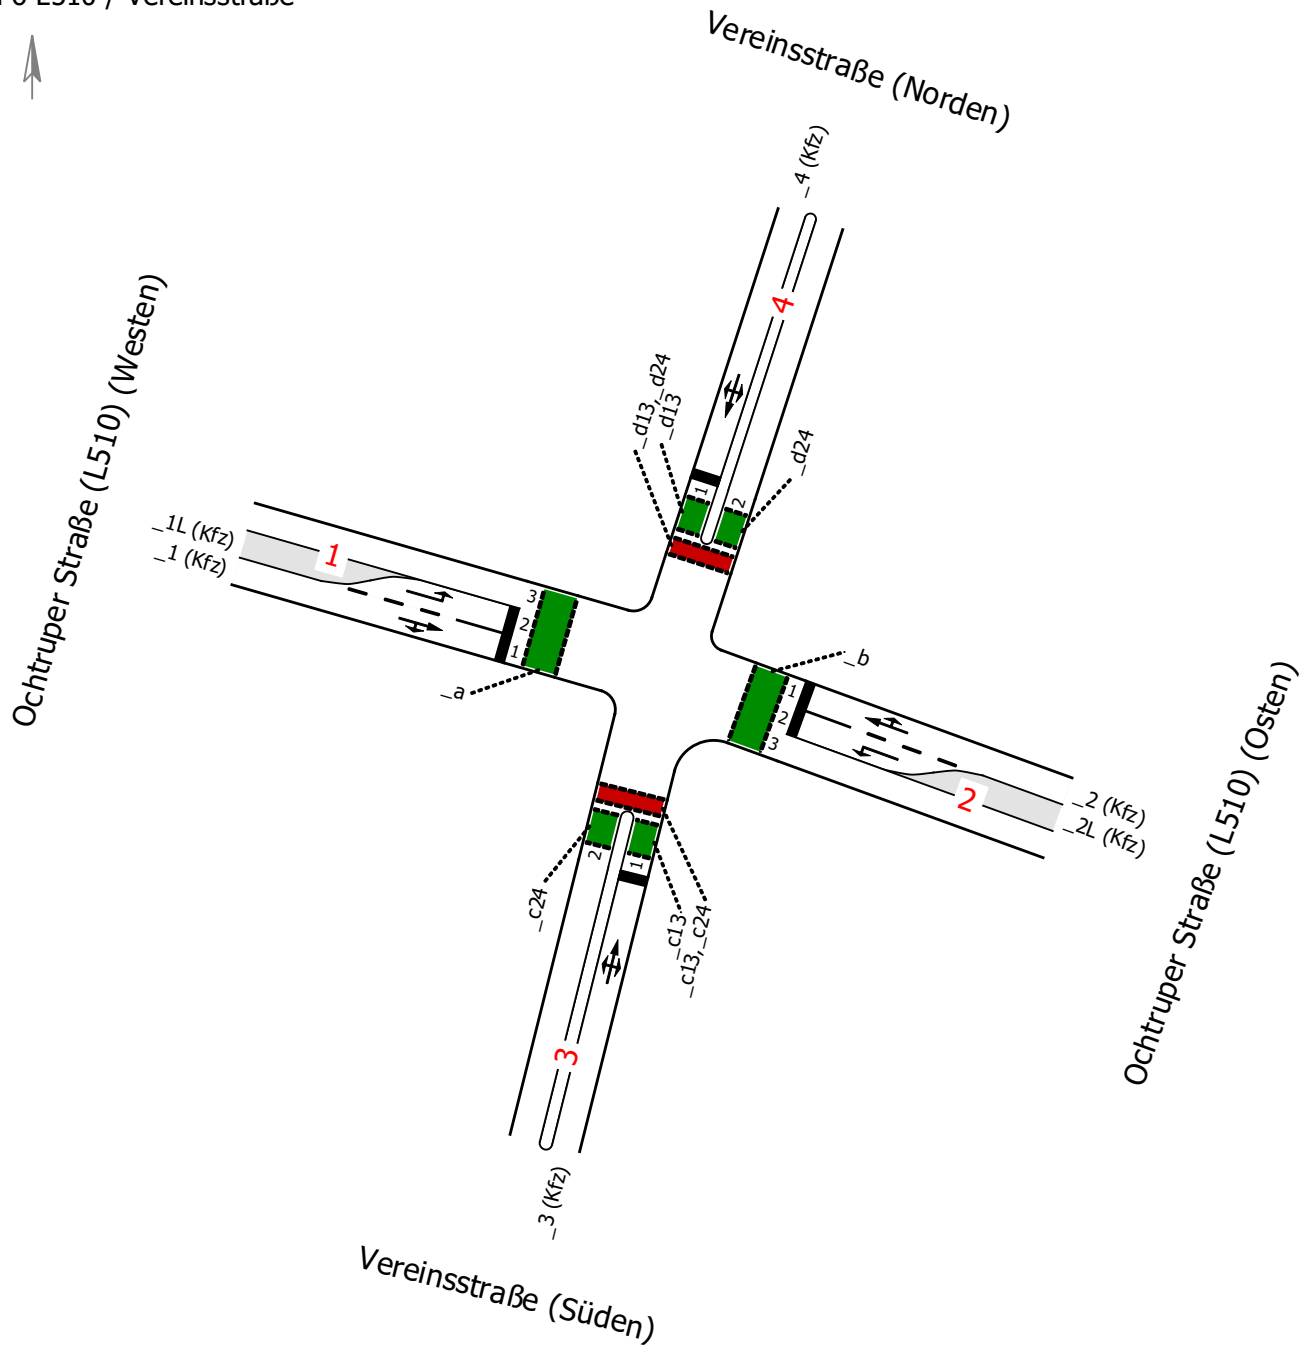 L510 / Vereinsstraße
Vereinsstraße (Norden)
_4 (Kfz)
4
Ochtruper Straße (L510) (Westen)
_d13,_d24
_d13
_d24
1
2
_1L (Kfz)
_1 (Kfz)
1
3
2
1
_a
_b
1
2
3
2
_2 (Kfz)
_2L (Kfz)
Ochtruper Straße (L510) (Osten)
2
1
_c24
_c13
_c13,_c24
3
_3 (Kfz)
Vereinsstraße (Süden)